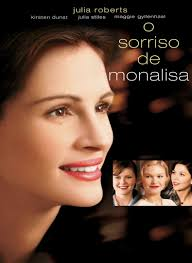 julia roberts
kirsten dunst julia stiles maggie gyllenhaal
o
sorriso
de
monalisa